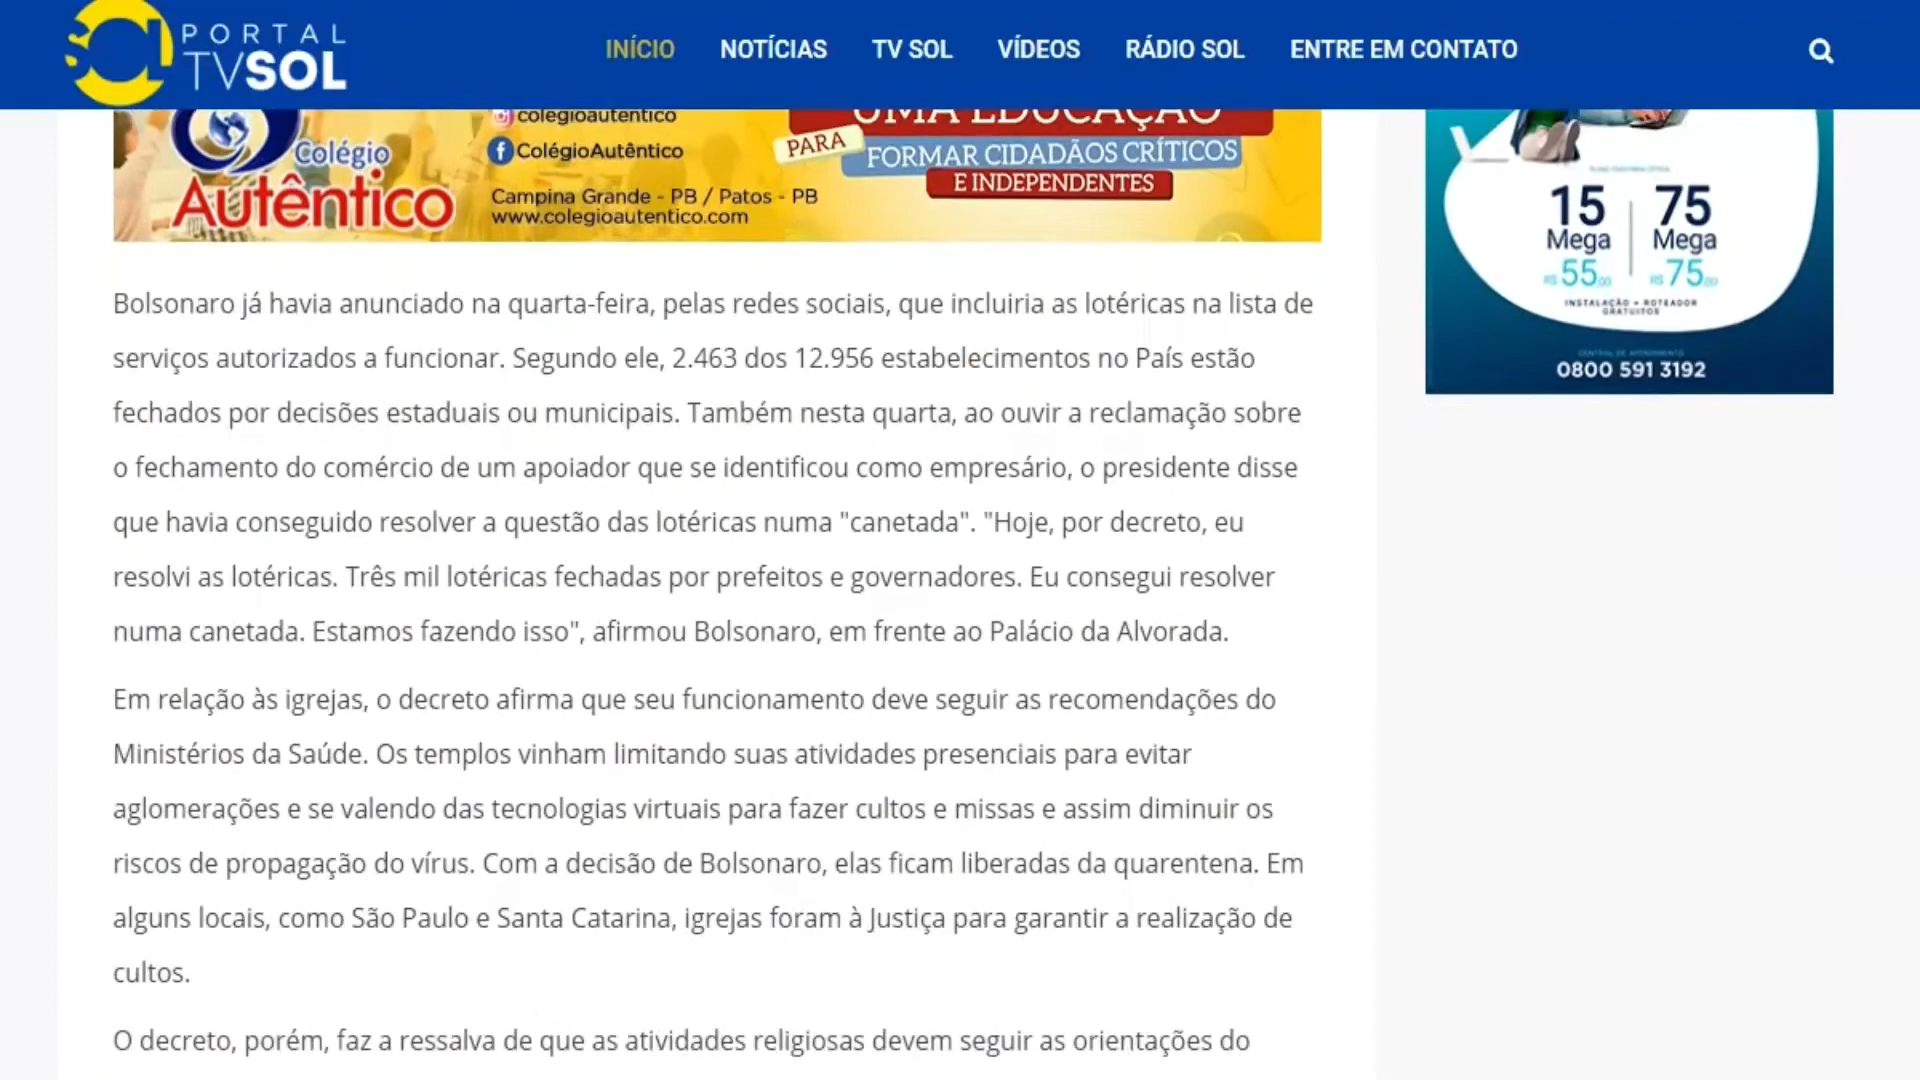 PORTAL
TVSOL
INÍCIO NOTÍCIAS TV SOL VÍDEOS RÁDIO SOL ENTRE EM CONTATO
colegioautentico
ColégioAutêntico
Colégio
Autêntico
Campina Grande - PB / Patos - PB
www.colegioautentico.com
UMA EDUCAÇÃO
PARA
FORMAR CIDADÃOS CRÍTICOS
E INDEPENDENTES
15 Mega
R$ 55,00
75 Mega
R$ 75,00
INSTALAÇÃO + ROTEADOR
GRATUITOS
0800 591 3192
Bolsonaro já havia anunciado na quarta-feira, pelas redes sociais, que incluiria as lotéricas na lista de
serviços autorizados a funcionar. Segundo ele, 2.463 dos 12.956 estabelecimentos no País estão
fechados por decisões estaduais ou municipais. Também nesta quarta, ao ouvir a reclamação sobre
o fechamento do comércio de um apoiador que se identificou como empresário, o presidente disse
que havia conseguido resolver a questão das lotéricas numa "canetada". "Hoje, por decreto, eu
resolvi as lotéricas. Três mil lotéricas fechadas por prefeitos e governadores. Eu consegui resolver
numa canetada. Estamos fazendo isso", afirmou Bolsonaro, em frente ao Palácio da Alvorada.
Em relação às igrejas, o decreto afirma que seu funcionamento deve seguir as recomendações do
Ministérios da Saúde. Os templos vinham limitando suas atividades presenciais para evitar
aglomerações e se valendo das tecnologias virtuais para fazer cultos e missas e assim diminuir os
riscos de propagação do vírus. Com a decisão de Bolsonaro, elas ficam liberadas da quarentena. Em
alguns locais, como São Paulo e Santa Catarina, igrejas foram à Justiça para garantir a realização de
cultos.
O decreto, porém, faz a ressalva de que as atividades religiosas devem seguir as orientações do